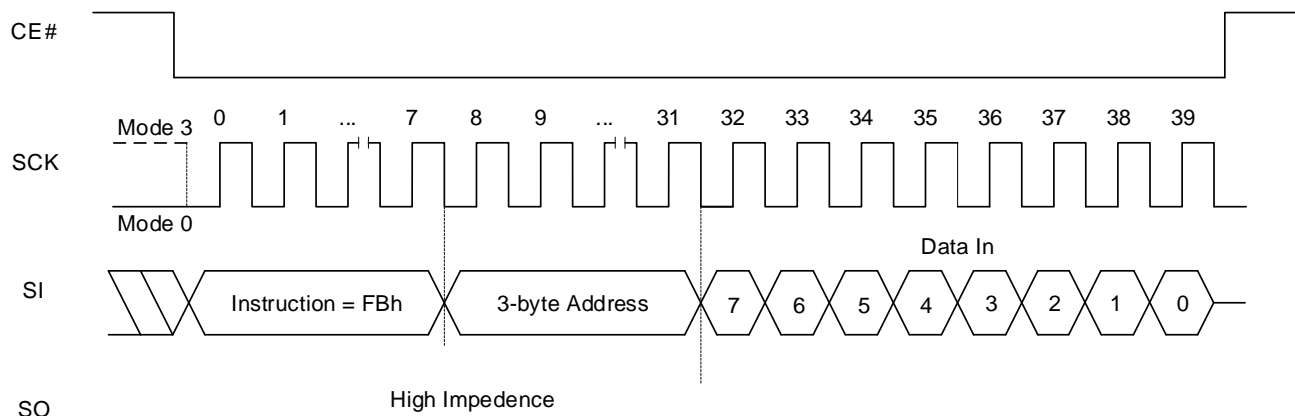 CE#
Mode 3 0 1 ... 7 8 9 ... 31 32 33 34 35 36 37 38 39
SCK
Mode 0
Data In
SI Instruction = FBh 3-byte Address 7 6 5 4 3 2 1 0
High Impedence
SO